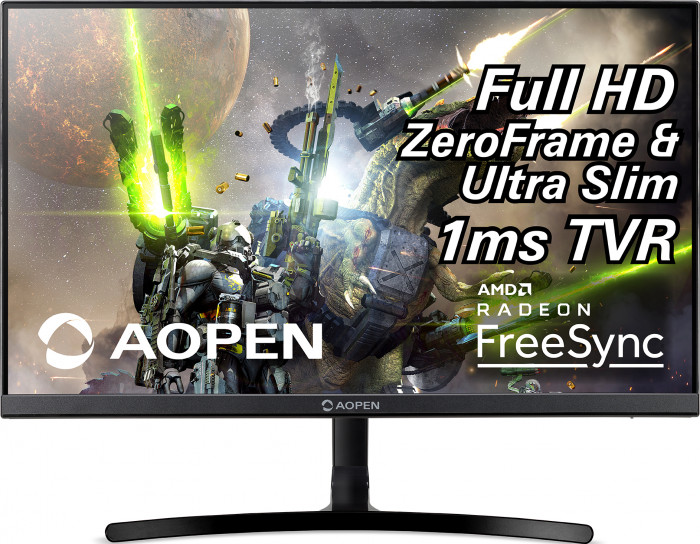 Full HD
ZeroFrame &
Ultra Slim
1ms TVR
AMD
RADEON
FreeSync
AOPEN
AOPEN